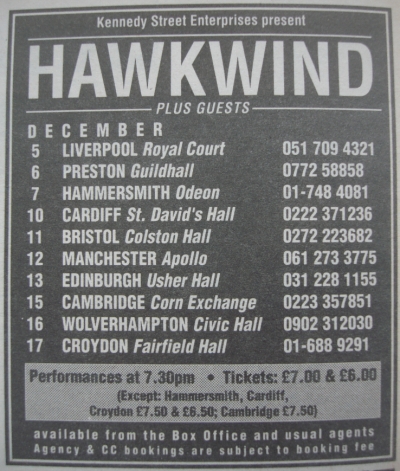 Kennedy Street Enterprises present
HAWKWIND
PLUS GUESTS
DECEMBER
5 LIVERPOOL Royal Court 051 709 4321
6 PRESTON Guildhall 0772 58858
7 HAMMERSMITH Odeon 01-748 4081
10 CARDIFF St. David's Hall 0222 371236
11 BRISTOL Colston Hall 0272 223682
12 MANCHESTER Apollo 061 273 3775
13 EDINBURGH Usher Hall 031 228 1155
15 CAMBRIDGE Corn Exchange 0223 357851
16 WOLVERHAMPTON Civic Hall 0902 312030
17 CROYDON Fairfield Hall 01-688 9291
Performances at 7.30pm • Tickets: £7.00 & £6.00
(Except: Hammersmith, Cardiff,
Croydon £7.50 & £6.50; Cambridge £7.50)
available from the Box Office and usual agents
Agency & CC bookings are subject to booking fee